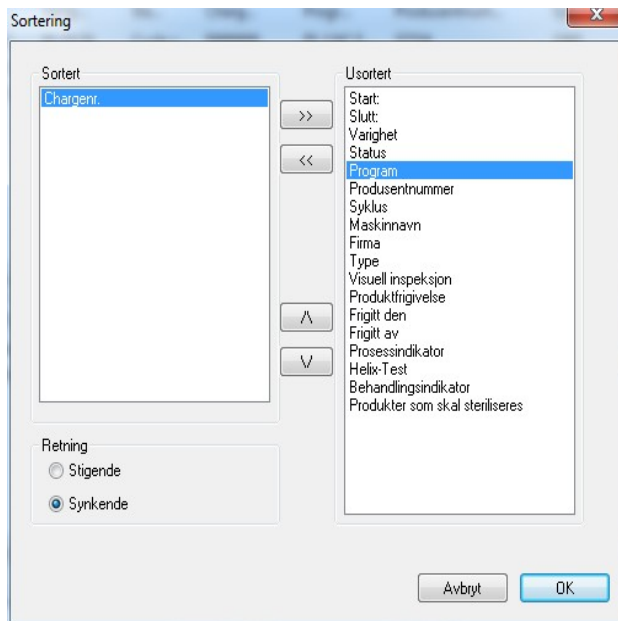 Sortering
Sortert
Chargenr.
>>
<<
/\
\/
Usortert
Start:
Slutt:
Varighet
Status
Program
Produsentnummer
Syklus
Maskinnavn
Firma
Type
Visuell inspeksjon
Produktfrigivelse
Frigitt den
Frigitt av
Prosessindikator
Helix-Test
Behandlingsindikator
Produkter som skal steriliseres
Retning
Stigende
Synkende
Avbryt
OK